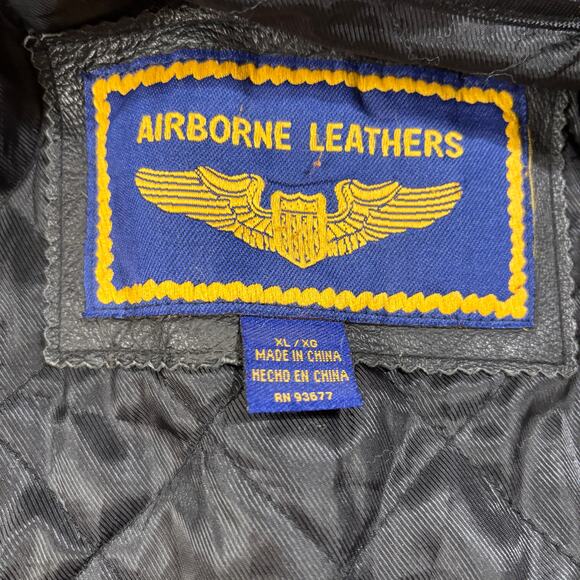 AIRBORNE LEATHERS
XL / XG
MADE IN CHINA
HECHO EN CHINA
RN 93677